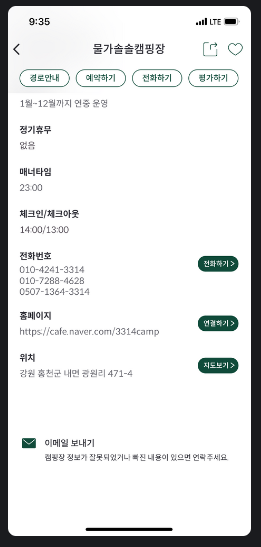 9:35
LTE
물가솔솔캠핑장
경로안내 예약하기 전화하기 평가하기
1월~12월까지 연중 운영
정기휴무
없음
매너타임
23:00
체크인/체크아웃
14:00/13:00
전화번호
010-4241-3314
전화하기 >
010-7288-4628
0507-1364-3314
홈페이지
https://cafe.naver.com/3314camp
연결하기 >
위치
강원 홍천군 내면 광원리 471-4
지도보기 >
이메일 보내기
캠핑장 정보가 잘못되었거나 빠진 내용이 있으면 연락주세요.